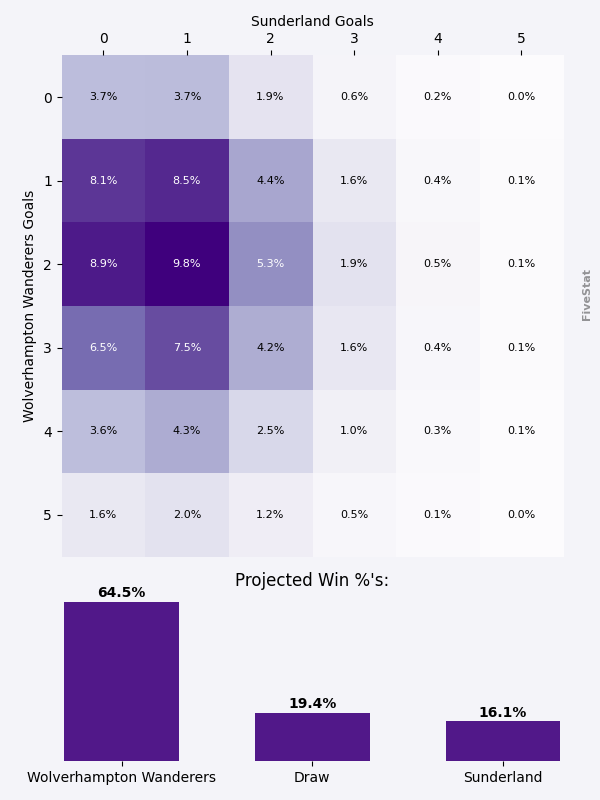 Sunderland Goals
0 1 2 3 4 5
Wolverhampton Wanderers Goals
0 3.7% 3.7% 1.9% 0.6% 0.2% 0.0%
1 8.1% 8.5% 4.4% 1.6% 0.4% 0.1%
2 8.9% 9.8% 5.3% 1.9% 0.5% 0.1%
3 6.5% 7.5% 4.2% 1.6% 0.4% 0.1%
4 3.6% 4.3% 2.5% 1.0% 0.3% 0.1%
5 1.6% 2.0% 1.2% 0.5% 0.1% 0.0%
FiveStat
Projected Win %'s:
64.5% 19.4% 16.1%
Wolverhampton Wanderers Draw Sunderland